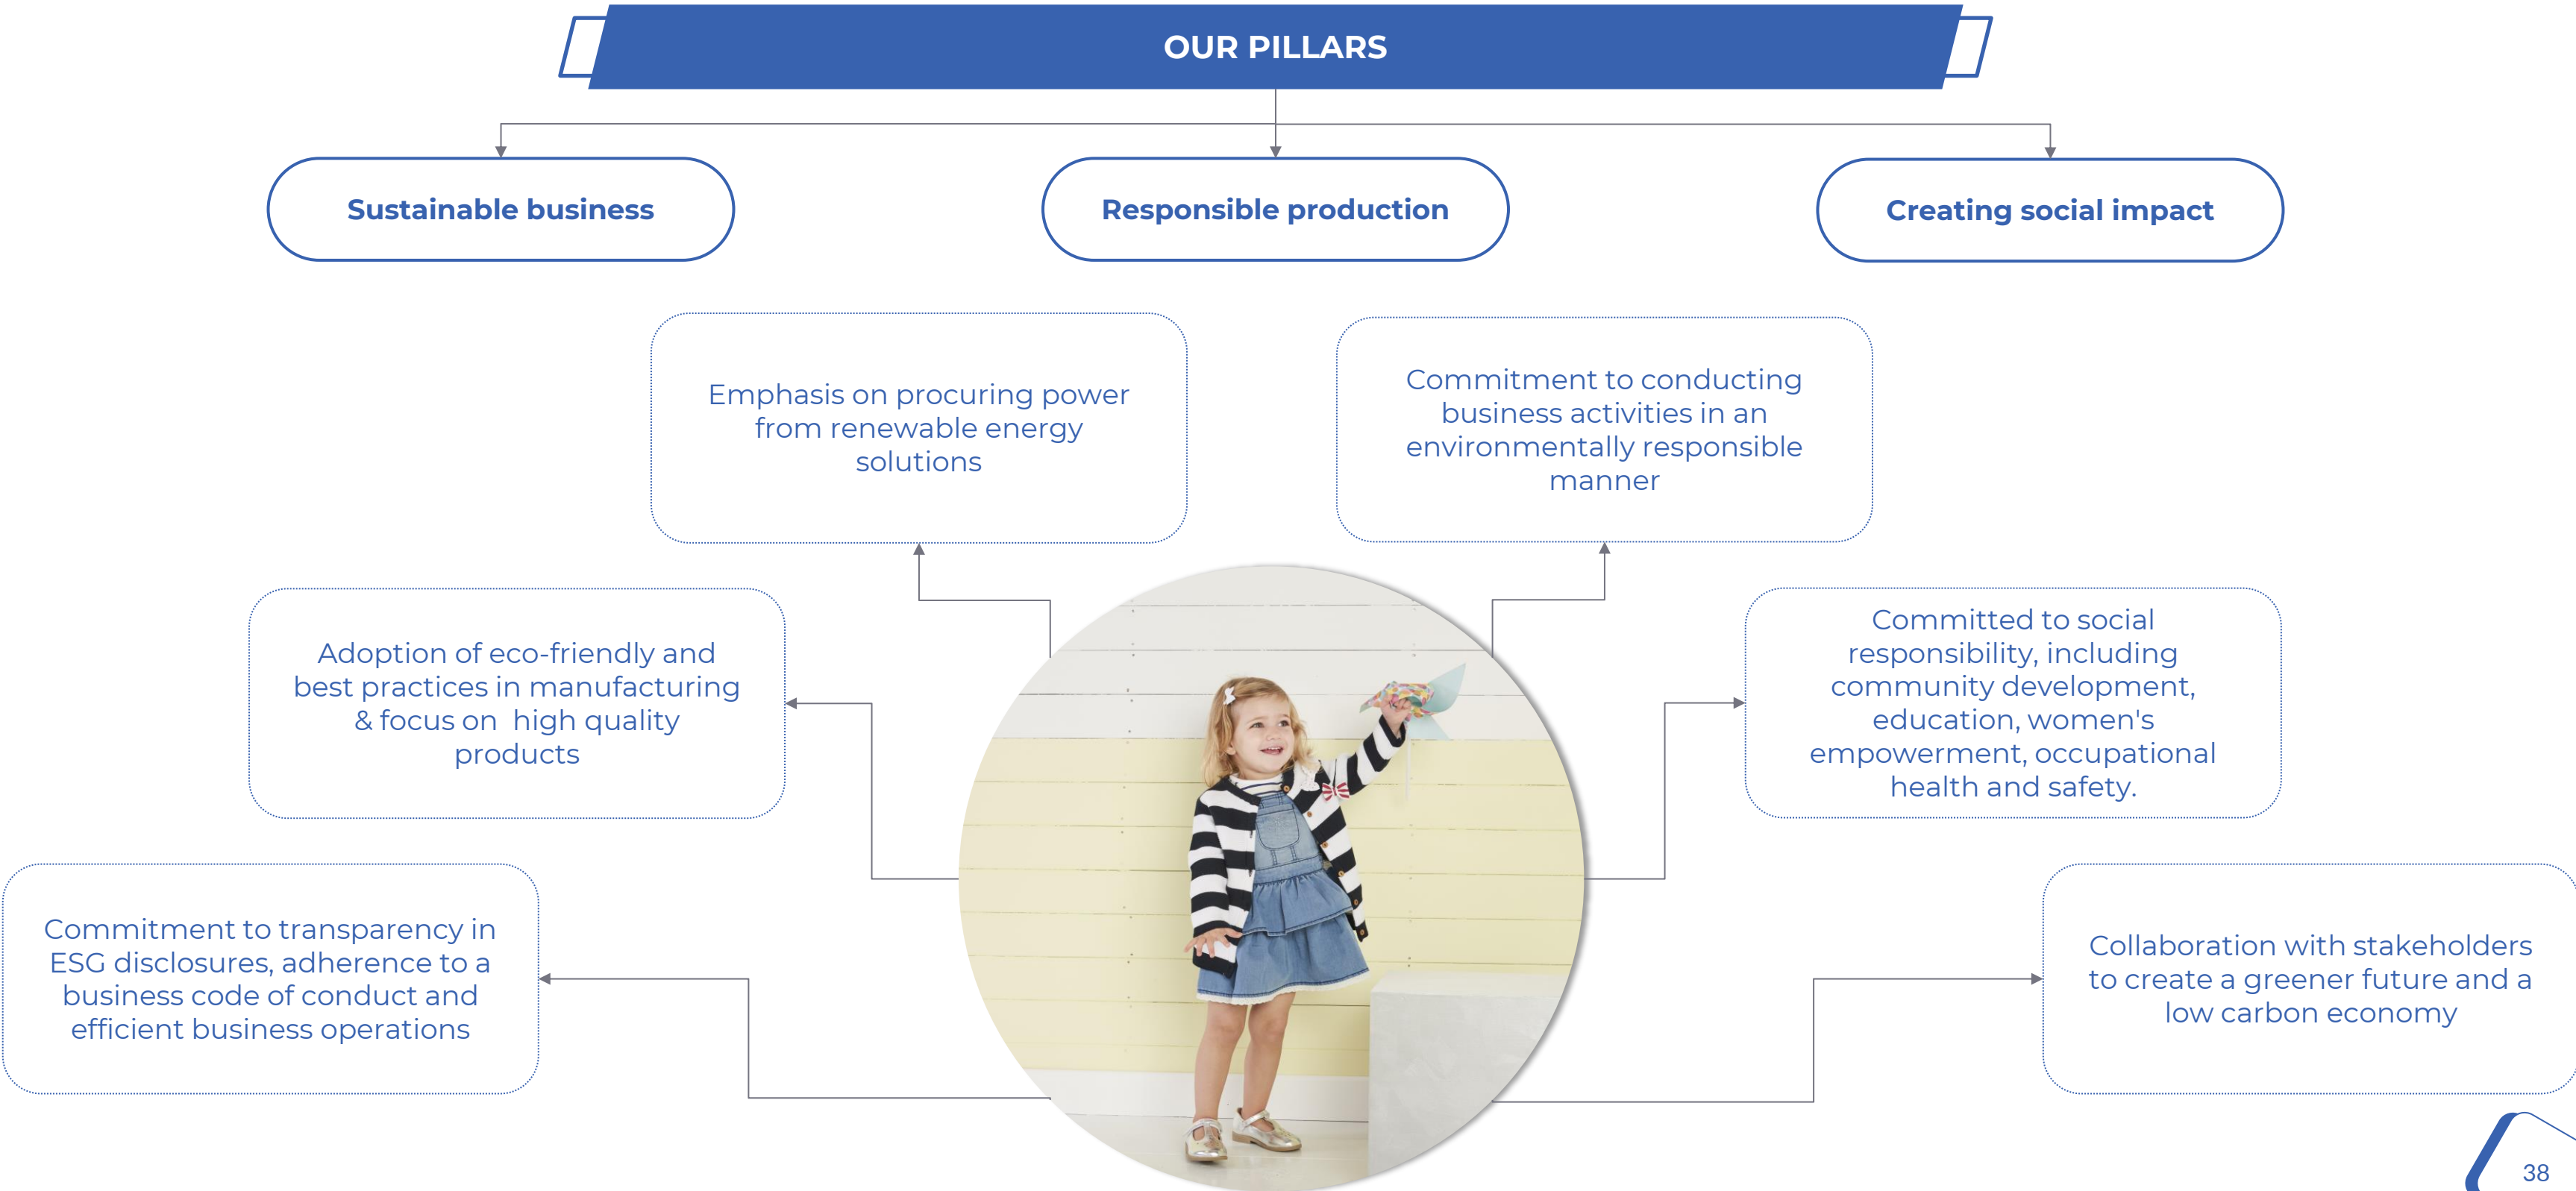 OUR PILLARS
Sustainable business
Responsible production
Creating social impact
Emphasis on procuring power
from renewable energy
solutions
Commitment to conducting
business activities in an
environmentally responsible
manner
Adoption of eco-friendly and
best practices in manufacturing
& focus on  high quality
products
Committed to social
responsibility, including
community development,
education, women's
empowerment, occupational
health and safety.
Commitment to transparency in
ESG disclosures, adherence to a
business code of conduct and
efficient business operations
Collaboration with stakeholders
to create a greener future and a
low carbon economy
38